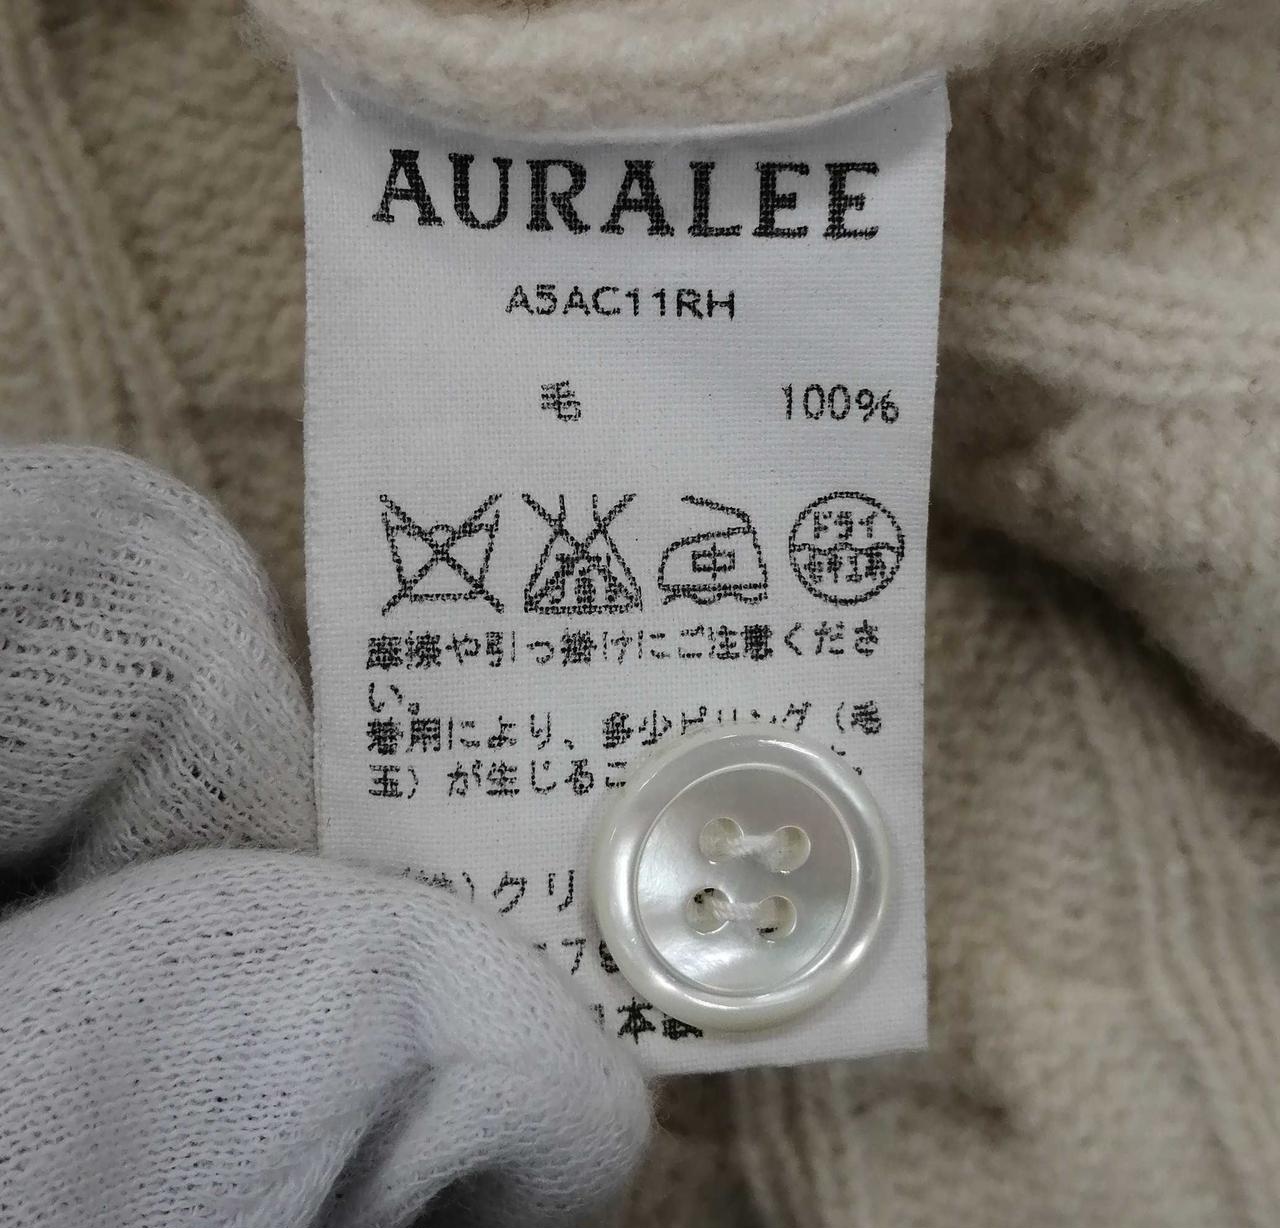 AURALEE
A5AC11RH
毛 100%
中 ドライ
摩擦や引っ掛けにご注意くださ
い。
着用により、多少ピリング（毛
玉）が生じるこ
クリ
本製